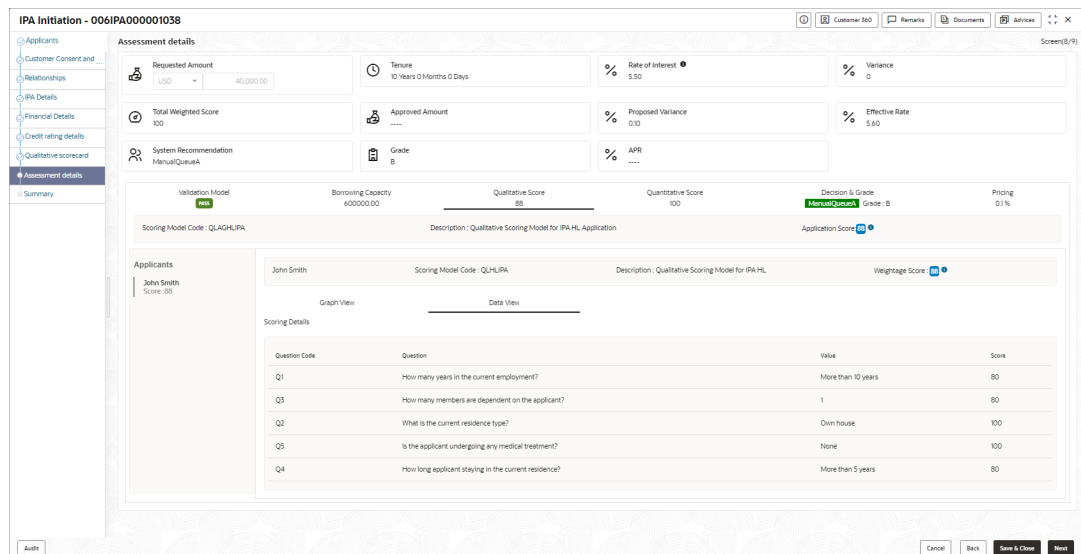 IPA Initiation - 006IPA000001038
Customer 360 Remarks Documents Advices
Applicants
Customer Consent and ...
Relationships
IPA Details
Financial Details
Credit rating details
Qualitative scorecard
Assessment details
Summary
Assessment details Screen(8/9)
Requested Amount
USD 40,000.00
Tenure
10 Years 0 Months 0 Days
Rate of Interest
5.50
Variance
0
Total Weighted Score
100
Approved Amount
----
Proposed Variance
0.10
Effective Rate
5.60
System Recommendation
ManualQueueA
Grade
B
APR
----
Validation Model
PASS
Borrowing Capacity
600000.00
Qualitative Score
88
Quantitative Score
100
Decision & Grade
ManualQueueA Grade : B
Pricing
0.1 %
Scoring Model Code : QLAGHLIPA Description : Qualitative Scoring Model for IPA HL Application Application Score: 88
Applicants
John Smith
Score :88
John Smith Scoring Model Code : QLHLIPA Description : Qualitative Scoring Model for IPA HL Weightage Score : 88
Graph View Data View
Scoring Details
Question Code Question Value Score
Q1 How many years in the current employment? More than 10 years 80
Q3 How many members are dependent on the applicant? 1 80
Q2 What is the current residence type? Own house 100
Q5 Is the applicant undergoing any medical treatment? None 100
Q4 How long applicant staying in the current residence? More than 5 years 80
Audit Cancel Back Save & Close Next